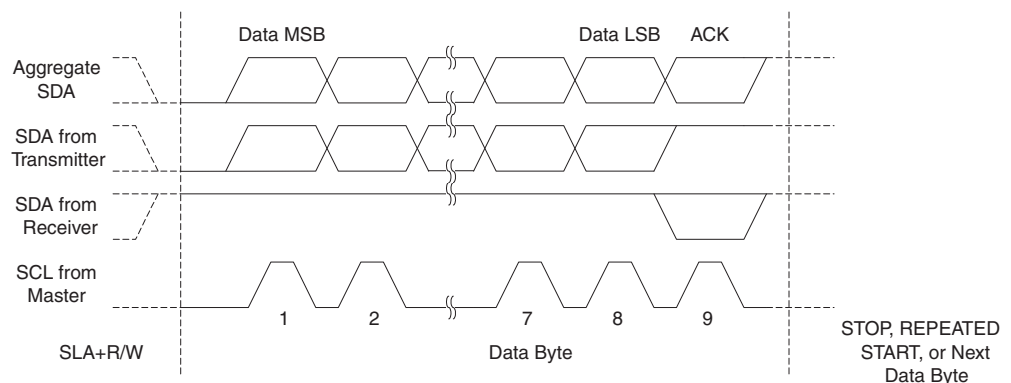 Data MSB
Data LSB
ACK
Aggregate
SDA
SDA from
Transmitter
SDA from
Receiver
SCL from
Master
1
2
7
8
9
SLA+R/W
Data Byte
STOP, REPEATED
START, or Next
Data Byte